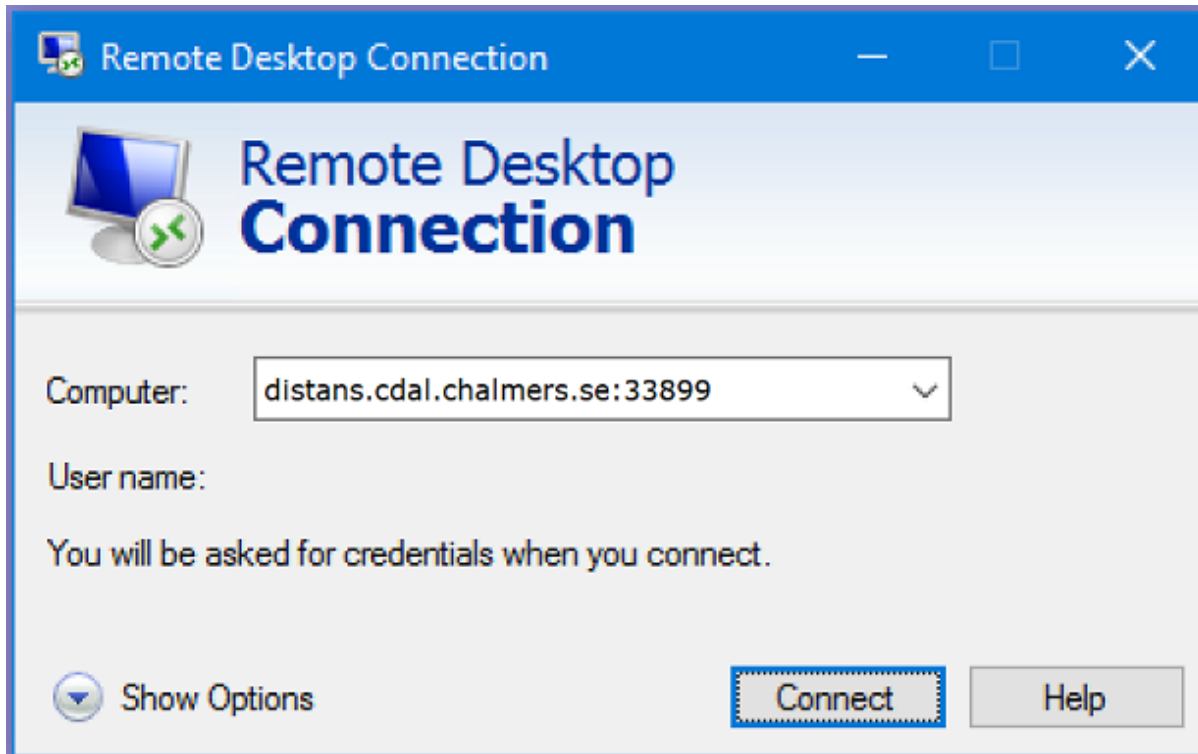 Remote Desktop Connection
Remote Desktop
Connection
Computer: distans.cdal.chalmers.se:33899
User name:
You will be asked for credentials when you connect.
Show Options Connect Help